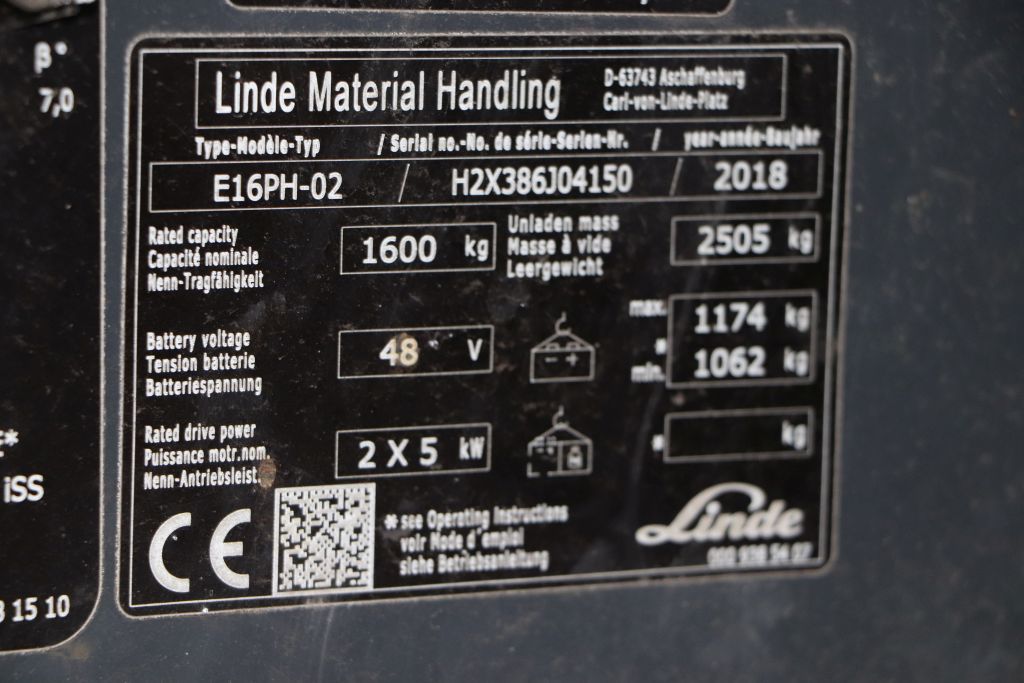 β°
7,0
iSS
3 15 10
Linde Material Handling
D-63743 Aschaffenburg
Carl-von-Linde-Platz
Type-Modèle-Typ / Serial no.-No. de série-Serien-Nr. / year-année-Baujahr
E16PH-02 / H2X386J04150 / 2018
Rated capacity
Capacité nominale
Nenn-Tragfähigkeit
1600 kg
Unladen mass
Masse à vide
Leergewicht
2505 kg
Battery voltage
Tension batterie
Batteriespannung
48 V
- +
max. 1174 kg
*
min. 1062 kg
Rated drive power
Puissance motr.nom.
Nenn-Antriebsleist.
2 X 5 kW
* kg
CE
* see Operating Instructions
voir Mode d'emploi
siehe Betriebsanleitung
Linde